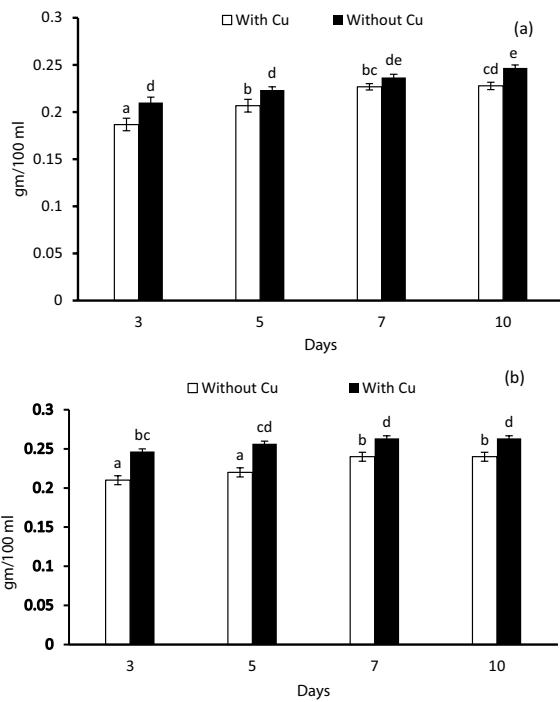 With Cu Without Cu (a)
0.3
0.25
0.2
0.15
0.1
0.05
0
gm/100 ml
a d b d bc de cd e
3 5 7 10
Days
(b)
Without Cu With Cu
0.3
0.25
0.2
0.15
0.1
0.05
0
gm/100 ml
a bc a cd b d b d
3 5 7 10
Days